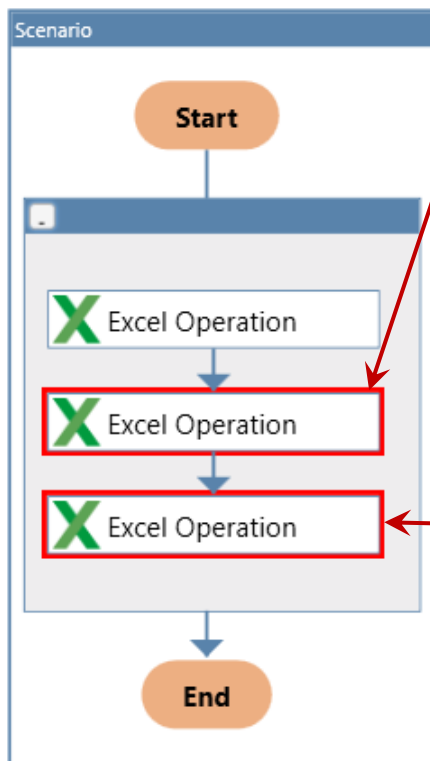 Scenario
Start
-
Excel Operation
Excel Operation
Excel Operation
End